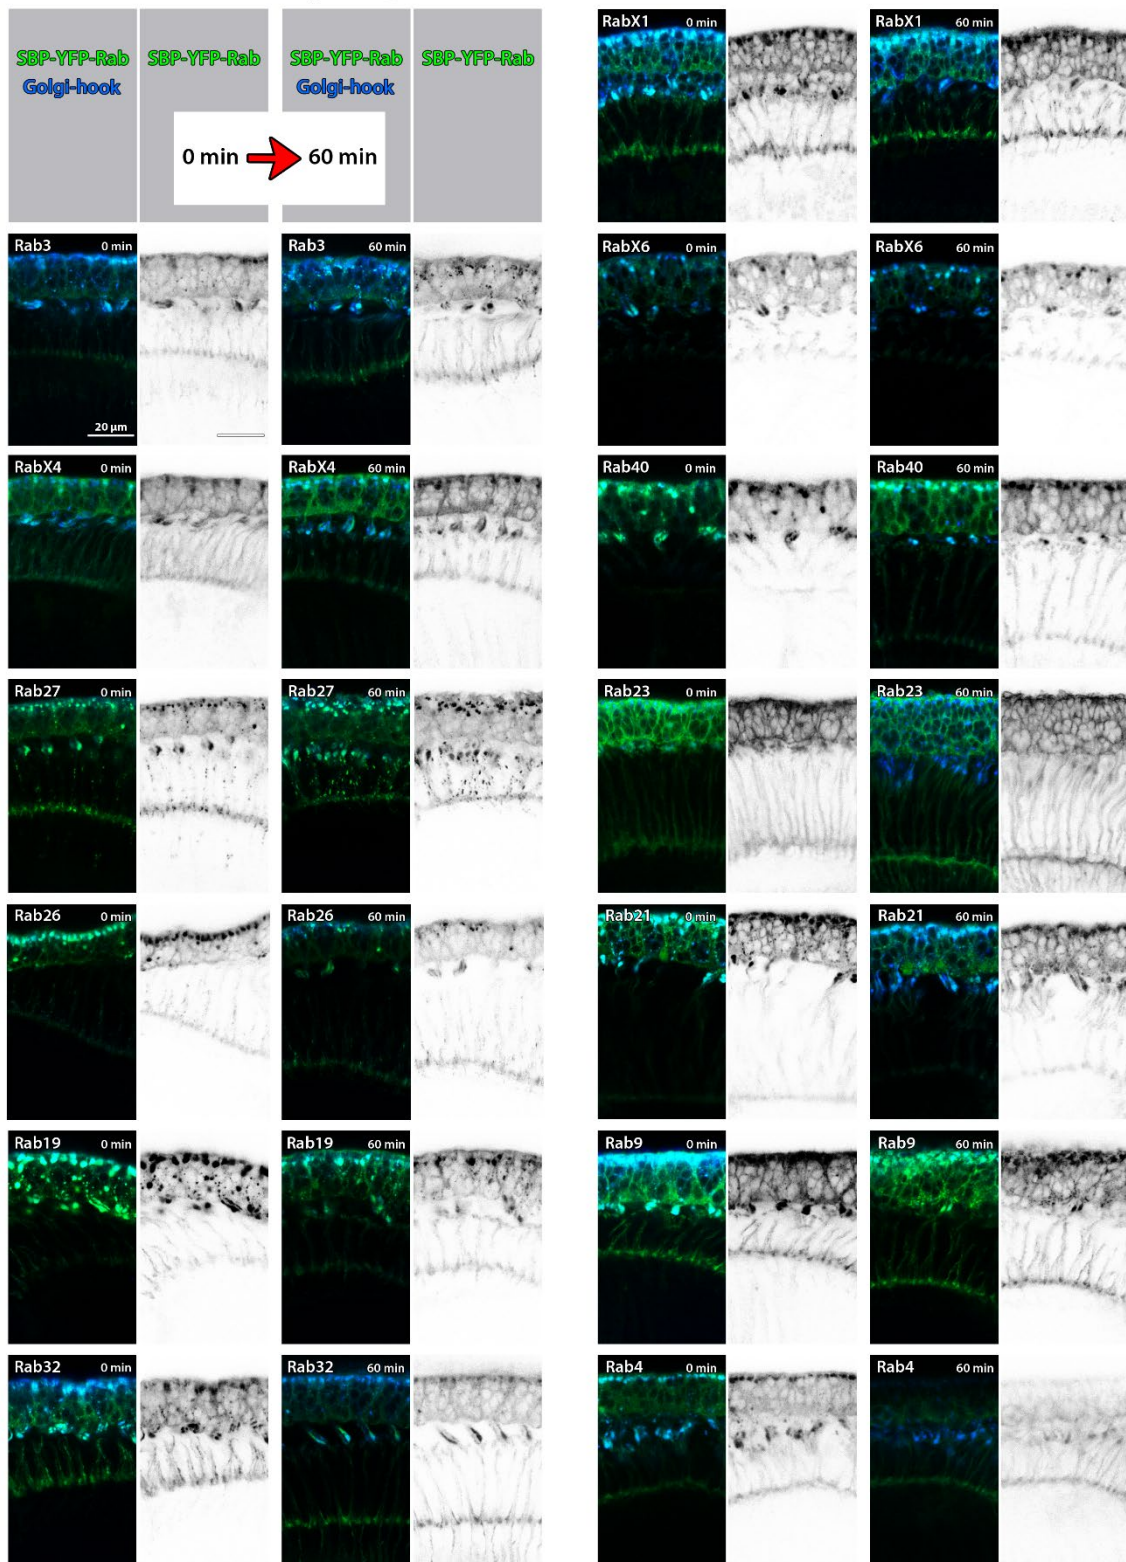 SBP-YFP-Rab SBP-YFP-Rab SBP-YFP-Rab SBP-YFP-Rab
Golgi-hook Golgi-hook
0 min 60 min
RabX1 0 min RabX1 60 min
Rab3 0 min Rab3 60 min
20 µm
RabX6 0 min RabX6 60 min
RabX4 0 min RabX4 60 min
Rab40 0 min Rab40 60 min
Rab27 0 min Rab27 60 min
Rab23 0 min Rab23 60 min
Rab26 0 min Rab26 60 min
Rab21 0 min Rab21 60 min
Rab19 0 min Rab19 60 min
Rab9 0 min Rab9 60 min
Rab32 0 min Rab32 60 min
Rab4 0 min Rab4 60 min